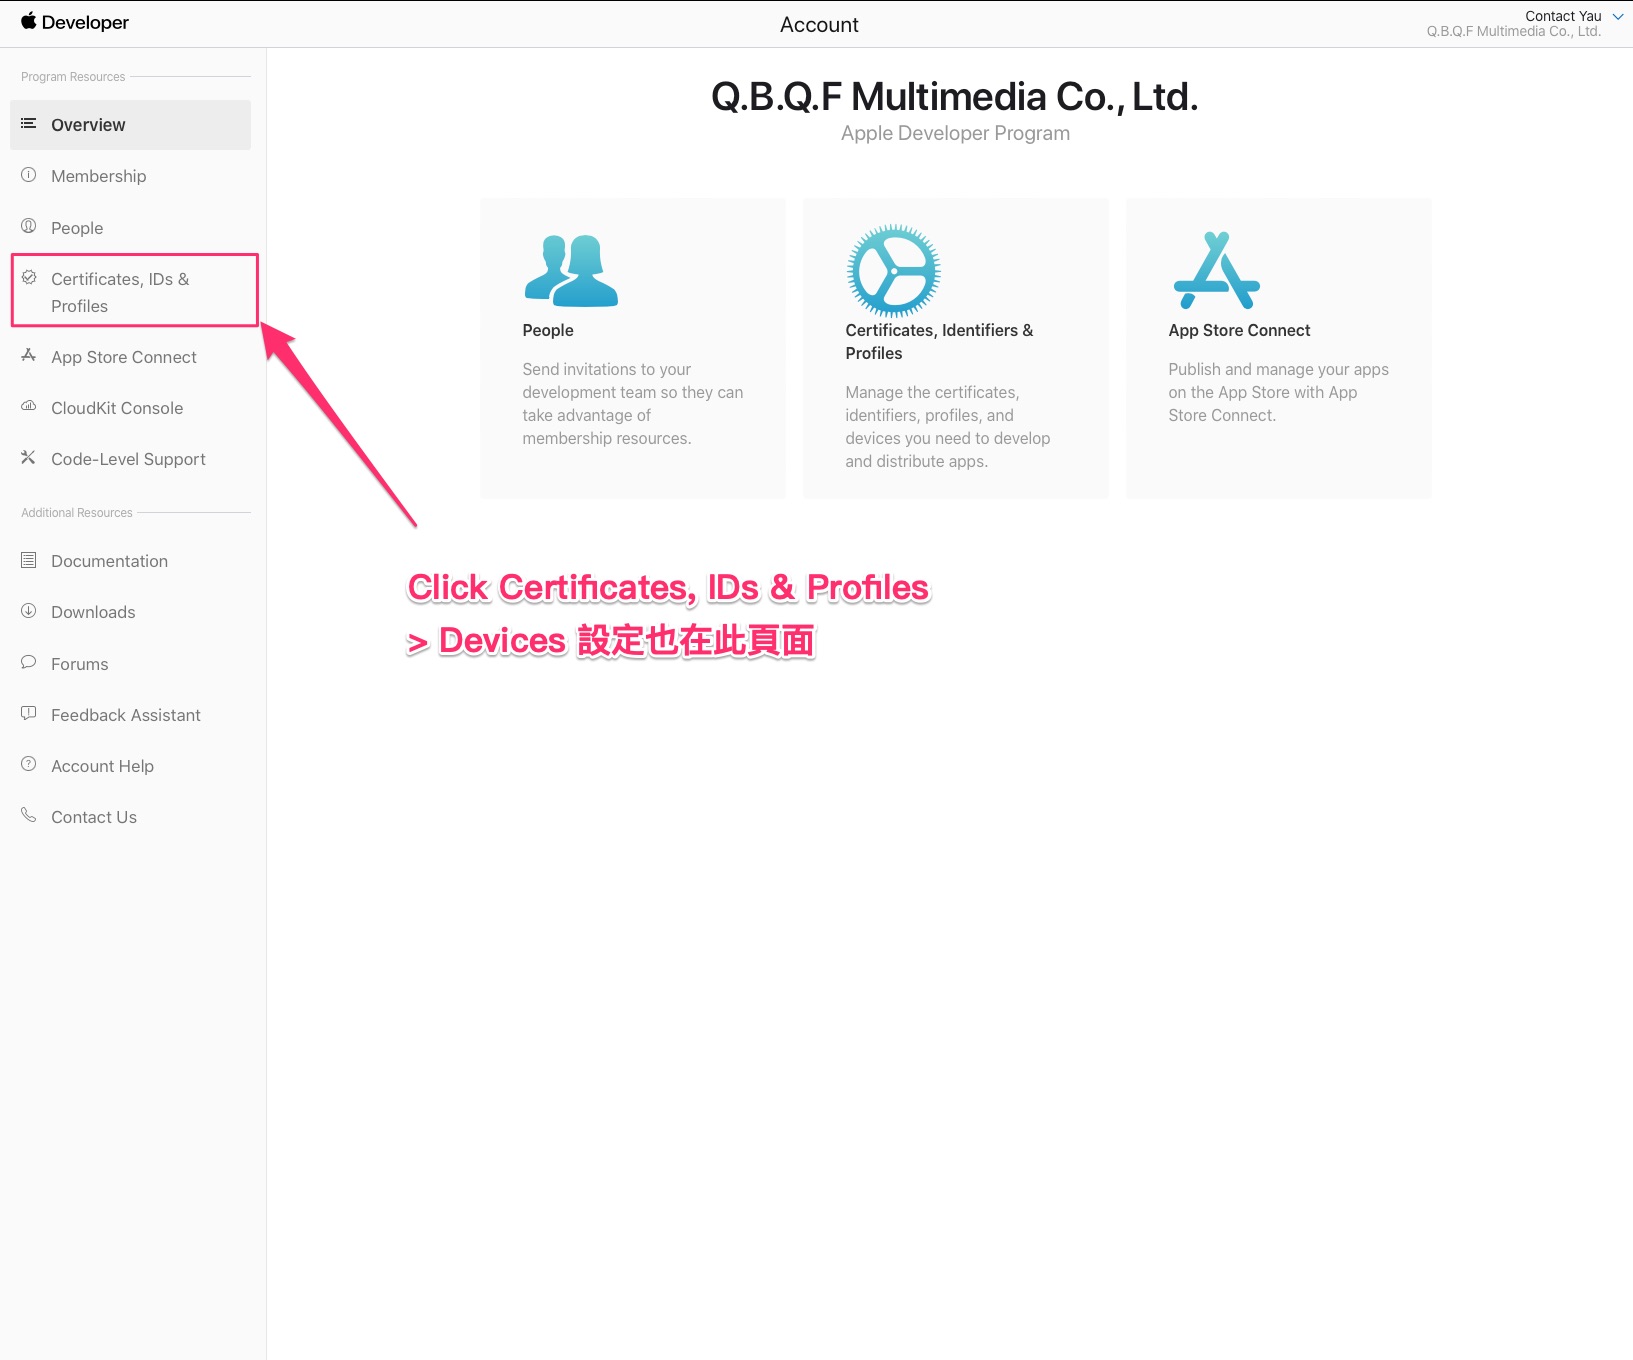 Developer
Account
Contact Yau
Q.B.Q.F Multimedia Co., Ltd.
Program Resources
Overview
Membership
People
Certificates, IDs &
Profiles
App Store Connect
CloudKit Console
Code-Level Support
Additional Resources
Documentation
Downloads
Forums
Feedback Assistant
Account Help
Contact Us
Q.B.Q.F Multimedia Co., Ltd.
Apple Developer Program
People
Send invitations to your
development team so they can
take advantage of
membership resources.
Certificates, Identifiers &
Profiles
Manage the certificates,
identifiers, profiles, and
devices you need to develop
and distribute apps.
App Store Connect
Publish and manage your apps
on the App Store with App
Store Connect.
Click Certificates, IDs & Profiles
> Devices 設定也在此頁面